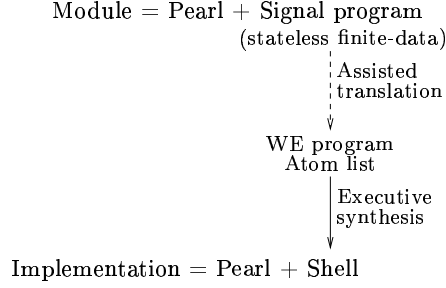 Module = Pearl + Signal program
(stateless finite-data)
Assisted
translation
WE program
Atom list
Executive
synthesis
Implementation = Pearl + Shell